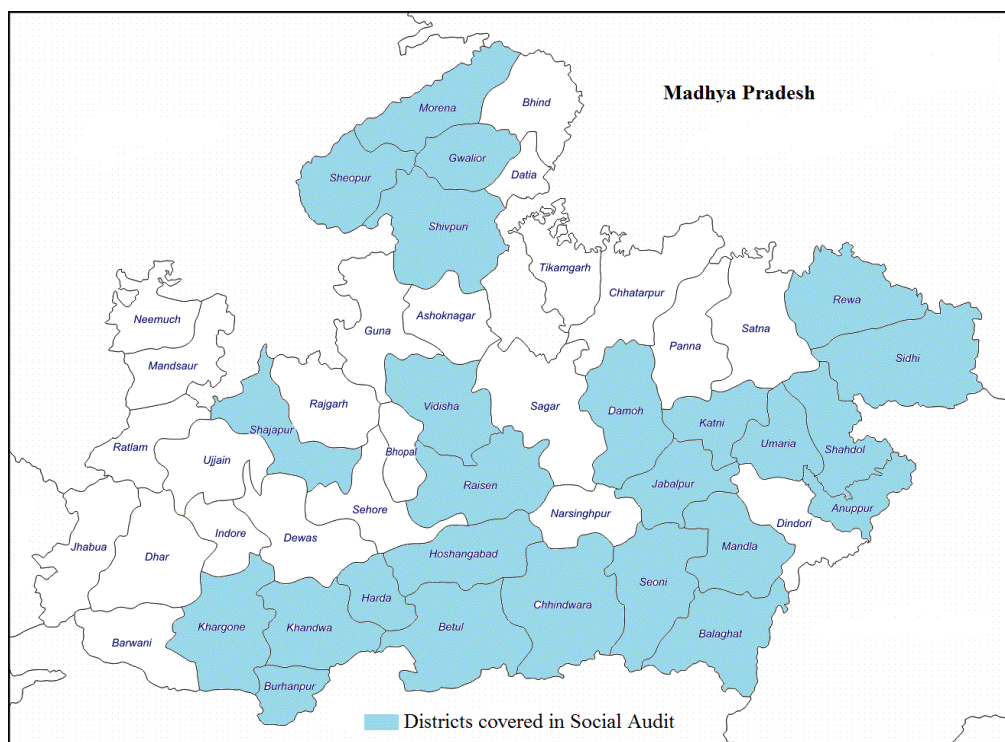 Madhya Pradesh
Bhind
Morena
Gwalior
Datia
Sheopur
Shivpuri
Tikamgarh
Chhatarpur
Rewa
Neemuch
Ashoknagar
Guna
Satna
Panna
Sidhi
Mandsaur
Rajgarh
Vidisha
Sagar
Damoh
Katni
Shajapur
Umaria
Shahdol
Ratlam
Ujjain
Bhopal
Raisen
Jabalpur
Anuppur
Sehore
Narsinghpur
Dindori
Indore
Dewas
Jhabua
Dhar
Hoshangabad
Mandla
Seoni
Harda
Chhindwara
Khargone
Khandwa
Betul
Balaghat
Barwani
Burhanpur
Districts covered in Social Audit